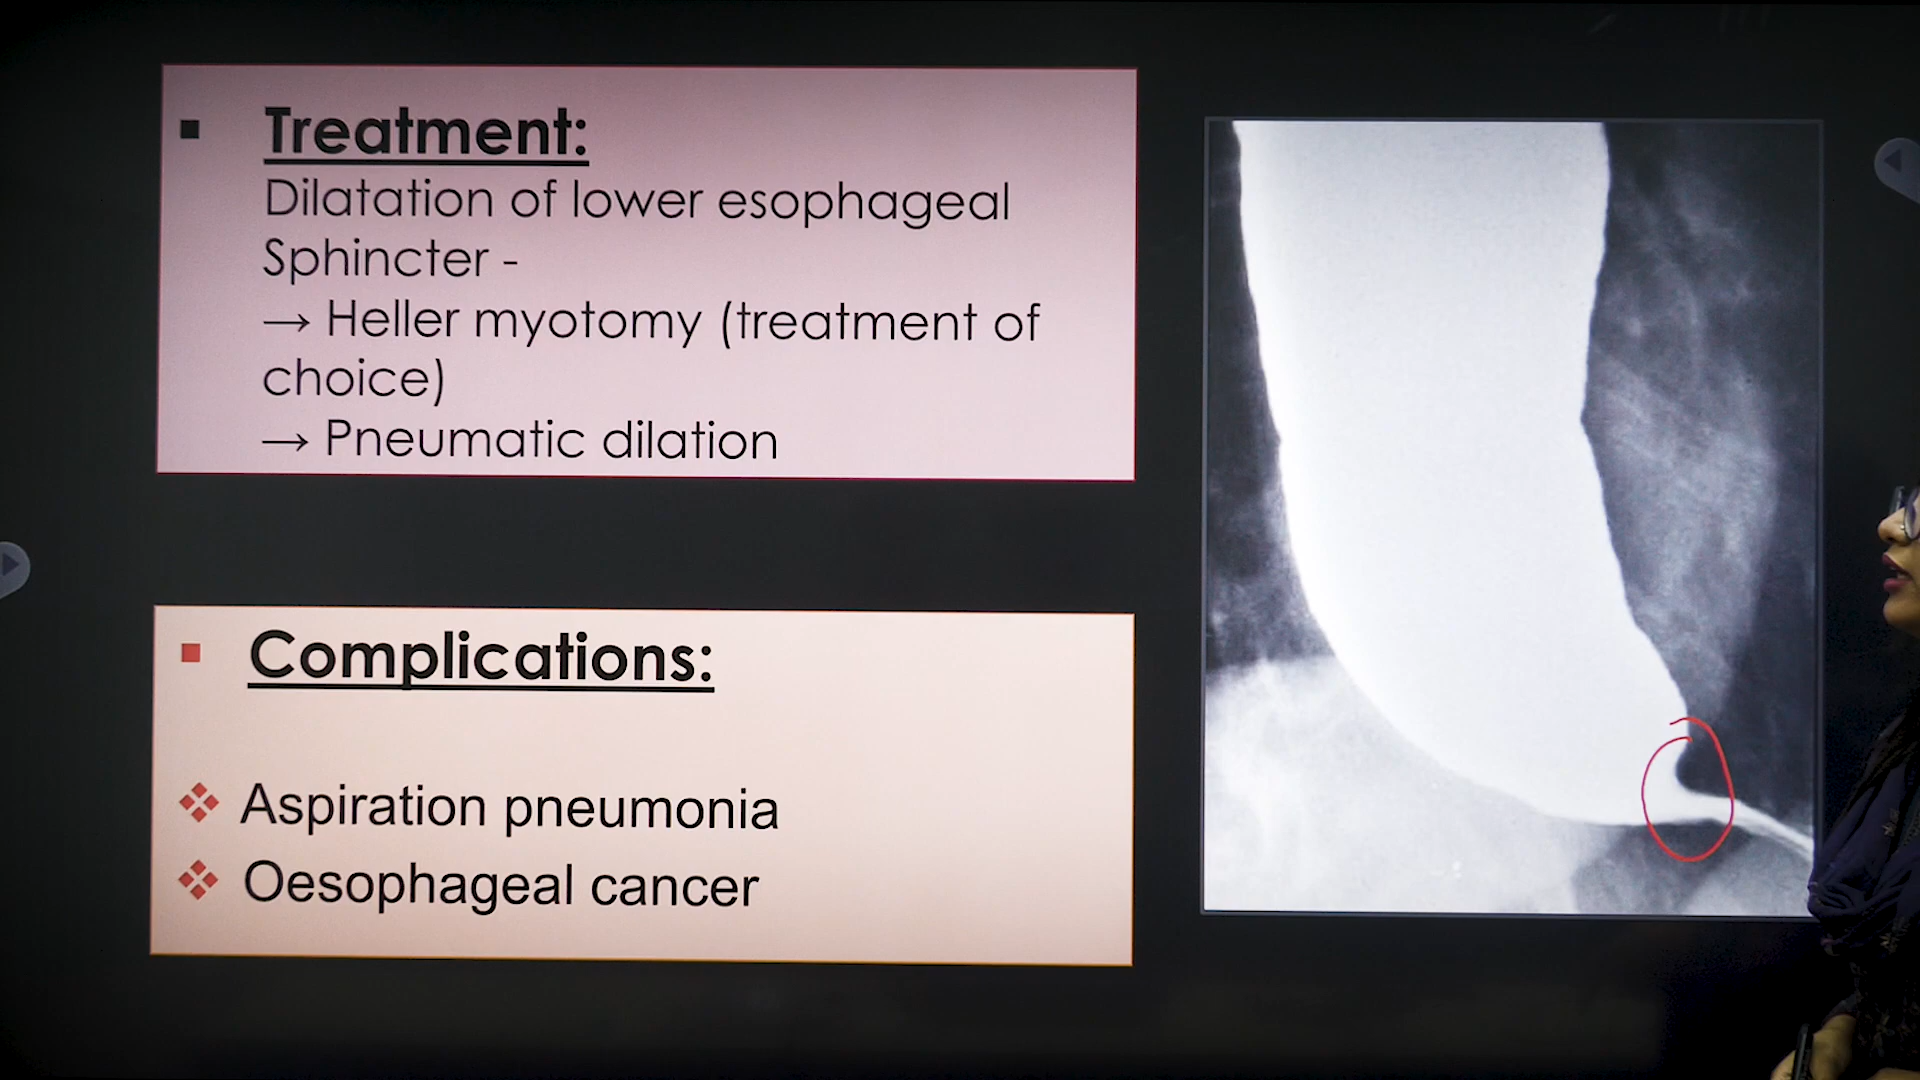 Treatment:
Dilatation of lower esophageal
Sphincter -
→ Heller myotomy (treatment of
choice)
→ Pneumatic dilation
Complications:
Aspiration pneumonia
Oesophageal cancer